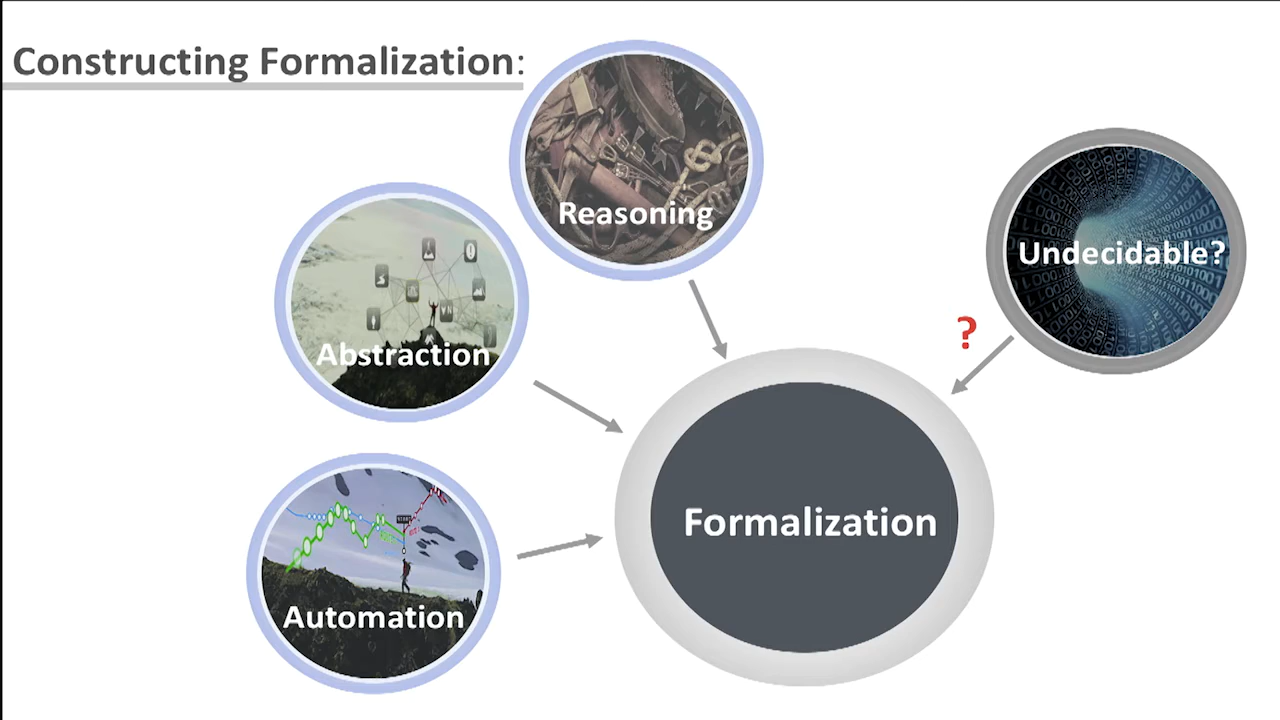 Constructing Formalization:
Reasoning
Undecidable?
?
Abstraction
Formalization
Automation